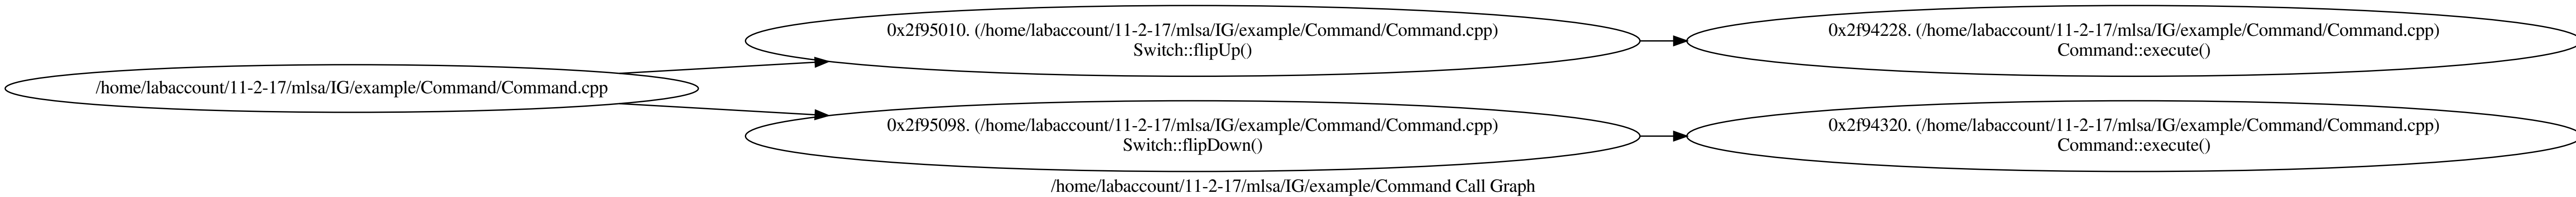 /home/labaccount/11-2-17/mlsa/IG/example/Command/Command.cpp
0x2f95010. (/home/labaccount/11-2-17/mlsa/IG/example/Command/Command.cpp)
Switch::flipUp()
0x2f94228. (/home/labaccount/11-2-17/mlsa/IG/example/Command/Command.cpp)
Command::execute()
0x2f95098. (/home/labaccount/11-2-17/mlsa/IG/example/Command/Command.cpp)
Switch::flipDown()
0x2f94320. (/home/labaccount/11-2-17/mlsa/IG/example/Command/Command.cpp)
Command::execute()
/home/labaccount/11-2-17/mlsa/IG/example/Command Call Graph